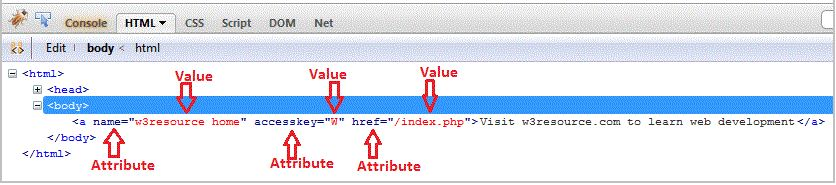 Console HTML CSS Script DOM Net
Edit body < html
Value Value Value
<html>
<head>
<body>
<a name="w3resource home" accesskey="W" href="/index.php">Visit w3resource.com to learn web development</a>
</body>
</html>
Attribute Attribute Attribute